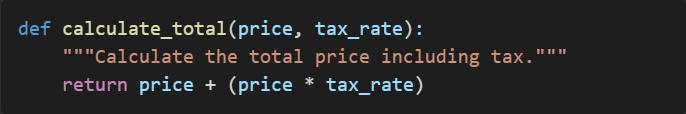 def calculate_total(price, tax_rate):
    """Calculate the total price including tax."""
    return price + (price * tax_rate)